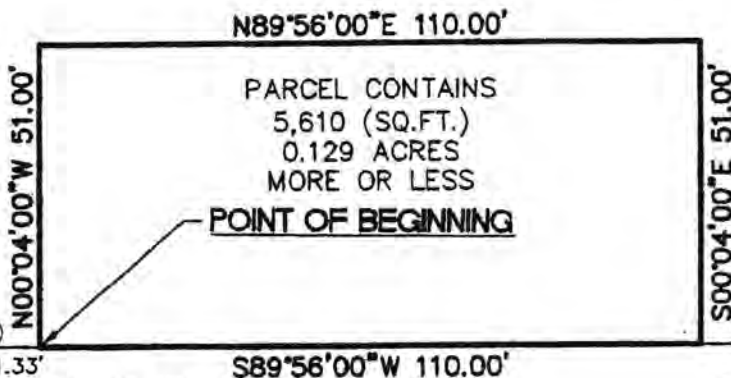 N89°56'00"E 110.00'
N00°04'00"W 51.00'
PARCEL CONTAINS
5,610 (SQ.FT.)
0.129 ACRES
MORE OR LESS
POINT OF BEGINNING
S00°04'00"E 51.00'
.33'
S89°56'00"W 110.00'